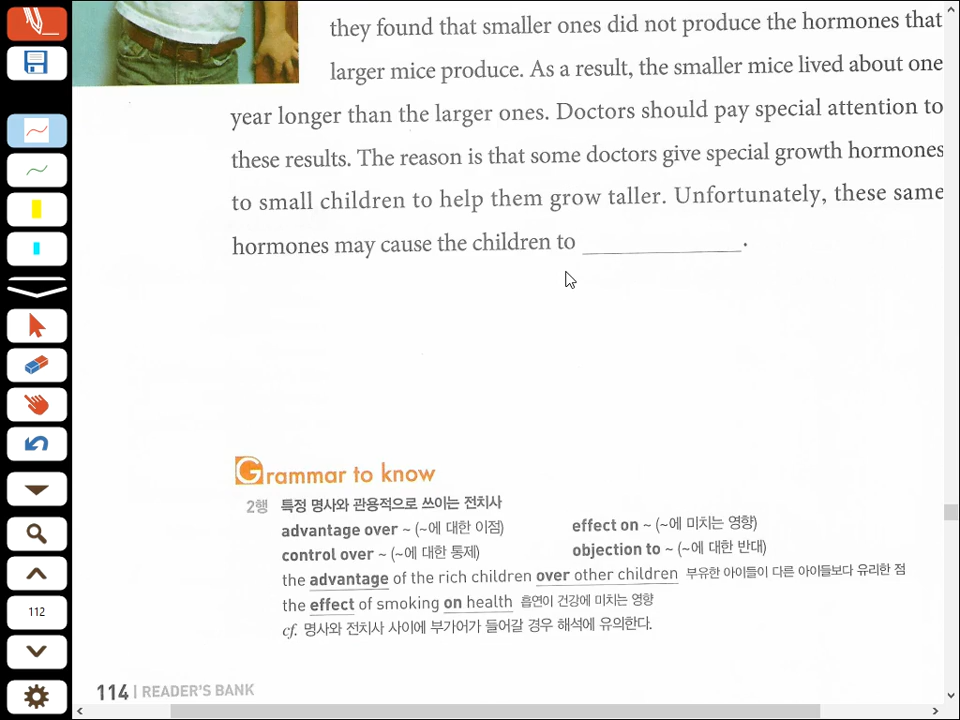 they found that smaller ones did not produce the hormones that
larger mice produce. As a result, the smaller mice lived about one
year longer than the larger ones. Doctors should pay special attention to
these results. The reason is that some doctors give special growth hormones
to small children to help them grow taller. Unfortunately, these same
hormones may cause the children to ____________.
Grammar to know
2행 특정 명사와 관용적으로 쓰이는 전치사
advantage over ~ (~에 대한 이점) effect on ~ (~에 미치는 영향)
control over ~ (~에 대한 통제) objection to ~ (~에 대한 반대)
the advantage of the rich children over other children 부유한 아이들이 다른 아이들보다 유리한 점
the effect of smoking on health 흡연이 건강에 미치는 영향
cf. 명사와 전치사 사이에 부가어가 들어갈 경우 해석에 유의한다.
112
114 | READER'S BANK